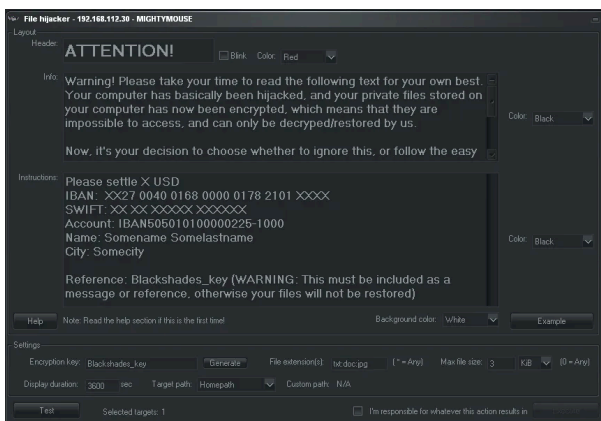 File hijacker - 192.168.112.30 - MIGHTYMOUSE
Layout
Header: ATTENTION! Blink Color: Red
Info: Warning! Please take your time to read the following text for your own best.
Your computer has basically been hijacked, and your private files stored on
your computer has now been encrypted, which means that they are
impossible to access, and can only be decryped/restored by us.
Color: Black
Now, it's your decision to choose whether to ignore this, or follow the easy
Instructions: Please settle X USD
IBAN: XX27 0040 0168 0000 0178 2101 XXXX
SWIFT: XX XX XXXXX XXXXXX
Account: IBAN505010100000225-1000
Name: Somename Somelastname
City: Somecity
Color: Black
Reference: Blackshades_key (WARNING: This must be included as a
message or reference, otherwise your files will not be restored)
Help Note: Read the help section if this is the first time! Background color: White Example
Settings
Encryption key: Blackshades_key Generate File extension(s): txt:doc:jpg (* = Any) Max file size: 3 KiB (0 = Any)
Display duration: 3600 sec Target path: Homepath Custom path: N/A
Test Selected targets: 1 I'm responsible for whatever this action results in